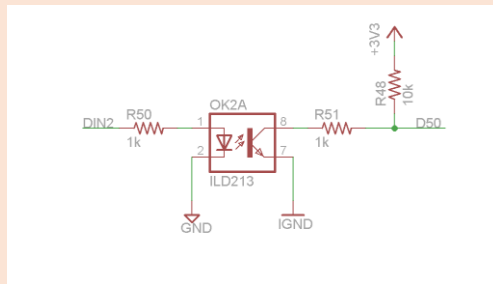 +3V3
R48
10k
OK2A
DIN2
R50
1k
1
2
8
7
R51
1k
D50
ILD213
GND
IGND